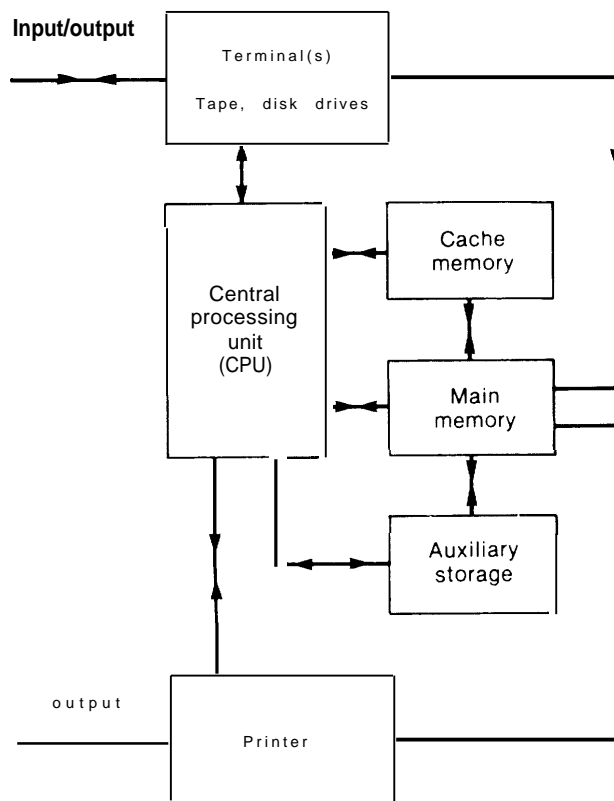 Input/output
Terminal(s)
Tape, disk drives
Cache
memory
Central
processing
unit
(CPU)
Main
memory
Auxiliary
storage
output
Printer